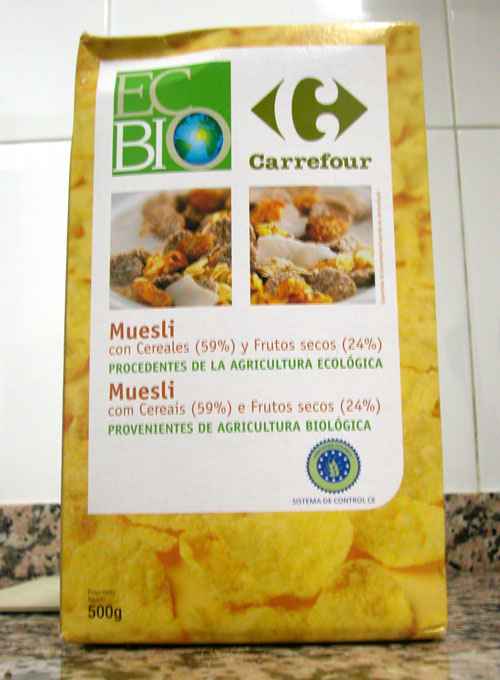 EC
BIO
Carrefour
Muesli
con Cereales (59%) y Frutos secos (24%)
PROCEDENTES DE LA AGRICULTURA ECOLÓGICA
Muesli
com Cereais (59%) e Frutos secos (24%)
PROVENIENTES DE AGRICULTURA BIOLÓGICA
SISTEMA DE CONTROL CE
500g